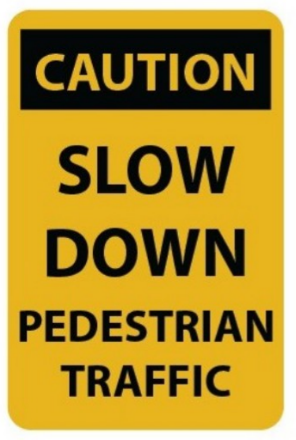 CAUTION
SLOW
DOWN
PEDESTRIAN
TRAFFIC